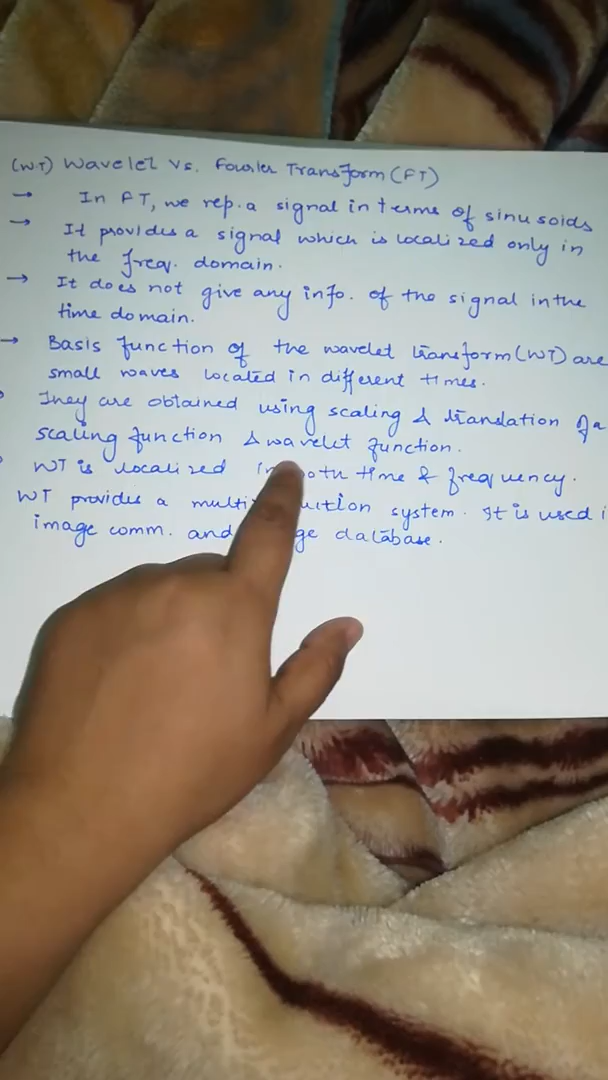 (WT) Wavelet Vs. Fourier Transform (FT)
→ In FT, we rep. a signal in terms of sinusoids
→ It provides a signal which is localized only in
the freq. domain.
→ It does not give any info. of the signal in the
time domain.
→ Basis function of the wavelet transform (WT) are
small waves located in different times.
They are obtained using scaling & translation of a
scaling function & wavelet function.
WT is localized in both time & frequency.
WT provides a system. It is used i
image comm. and database.